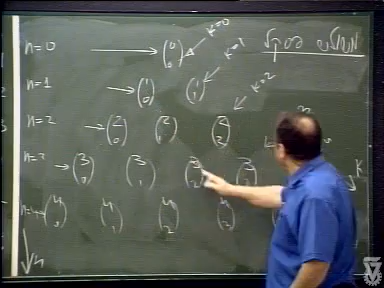 משולש פסקל
k=0
n=0 → (0 0)
k=1
n=1 → (1 0) (1 1)
k=2
n=2 → (2 0) (2 1) (2 2)
n=3 → (3 0) (3 1) (3 2) (3
n=4 (4 0) (4 1) (4 2) (4
↓n